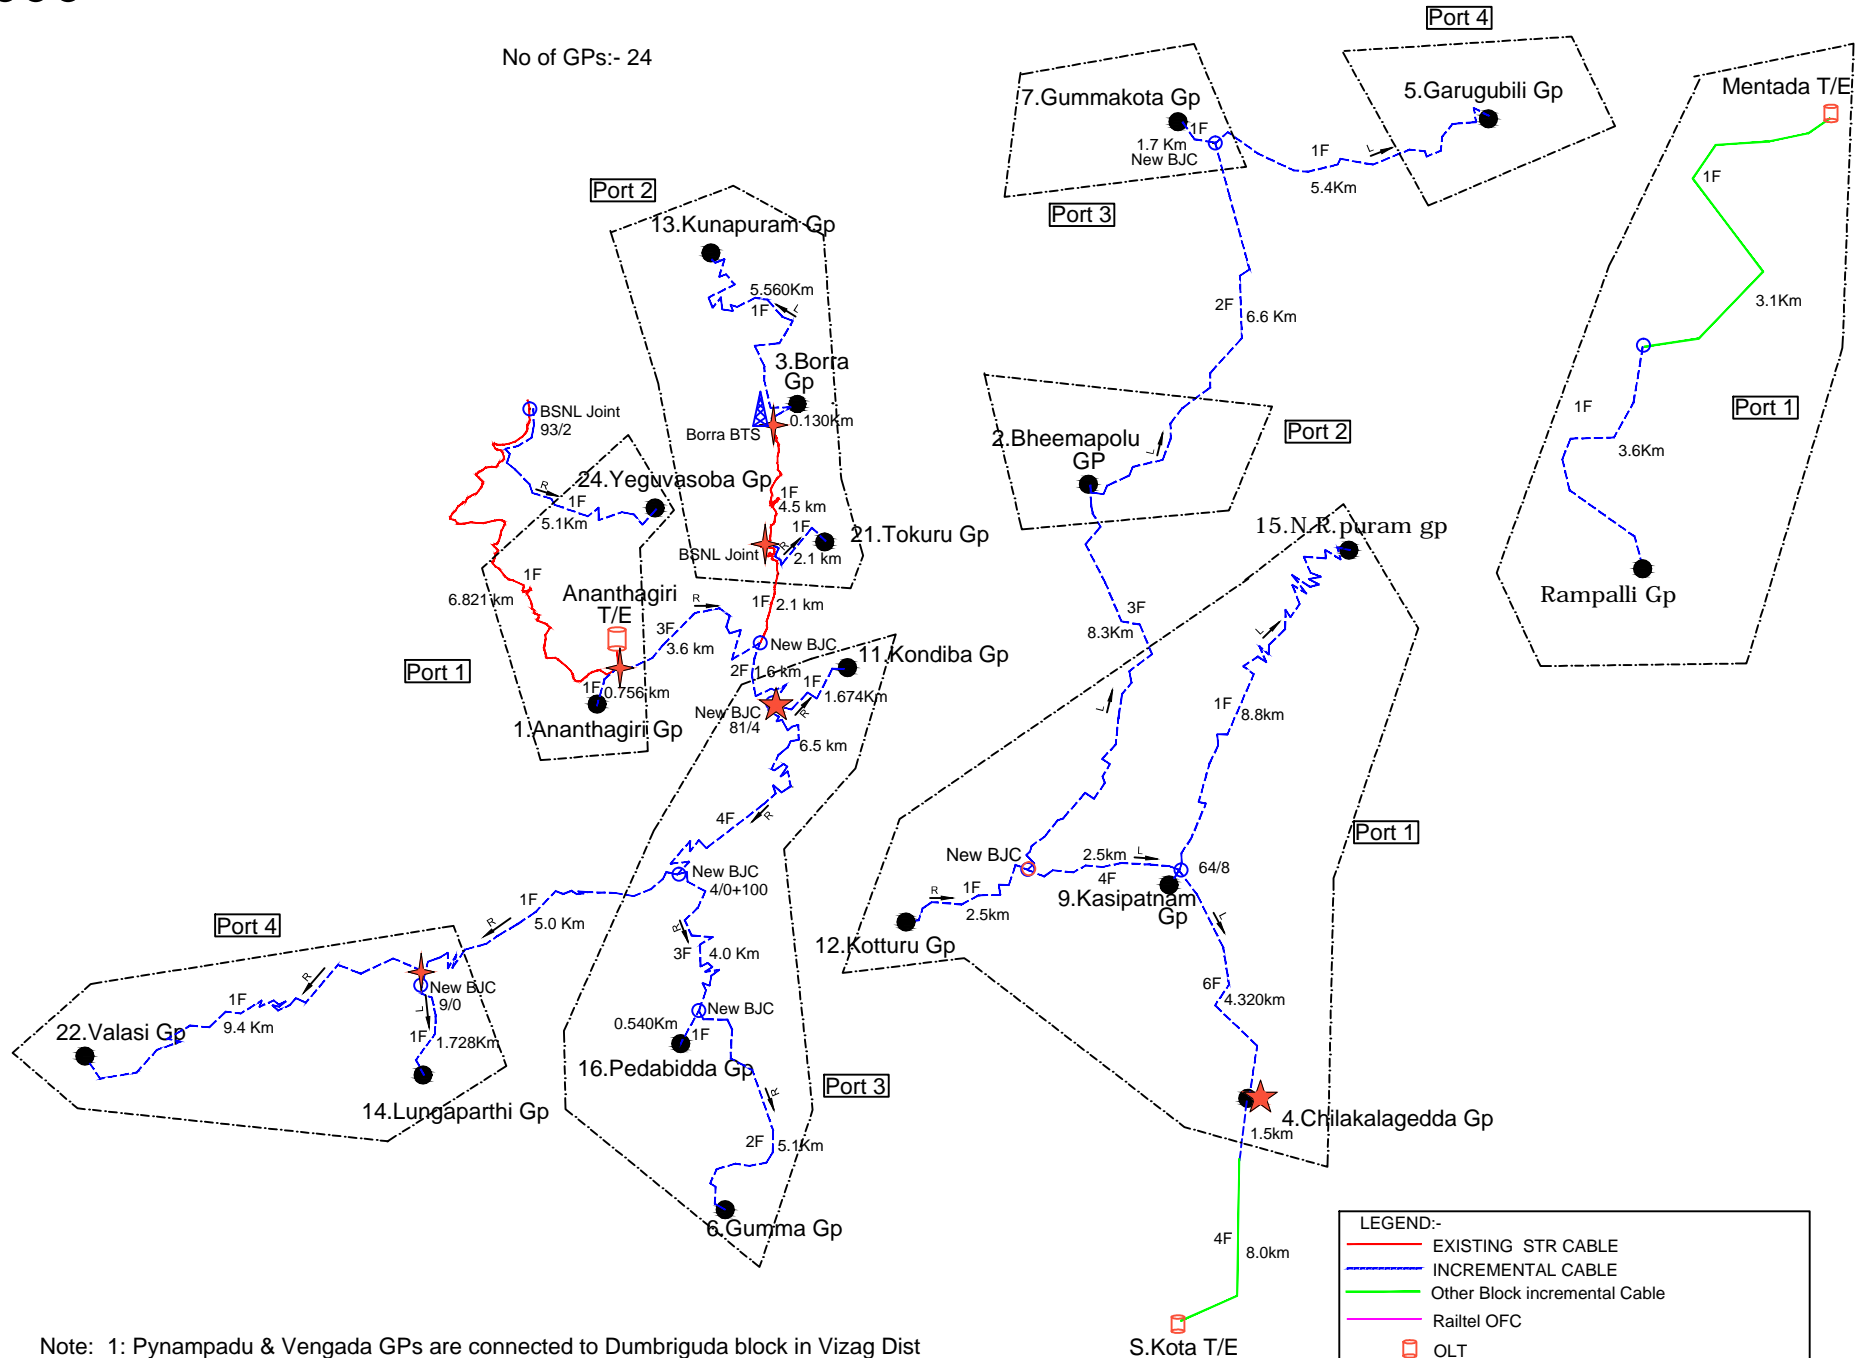 No of GPs:- 24
Port 4
7.Gummakota Gp
5.Garugubili Gp
Mentada T/E
1F
1.7 Km
New BJC
1F
L
5.4Km
1F
Port 3
Port 2
13.Kunapuram Gp
5.560Km
1F
L
2F
6.6 Km
3.1Km
3.Borra
Gp
0.130Km
Borra BTS
BSNL Joint
93/2
1F
3.6Km
Port 1
2.Bheemapolu
GP
L
Port 2
24.Yeguvasoba Gp
R
1F
5.1Km
1F
4.5 km
1F
BSNL Joint
R
2.1 km
21.Tokuru Gp
15.N.R.puram gp
Rampalli Gp
1F
6.821 km
Ananthagiri
T/E
R
3F
3.6 km
1F
2.1 km
3F
8.3Km
L
Port 1
New BJC
2F
1.6 km
11.Kondiba Gp
1F
1.674Km
R
1F
0.756 km
1.Ananthagiri Gp
New BJC
81/4
6.5 km
L
1F
8.8km
4F
R
Port 1
New BJC
4/0+100
New BJC
2.5km
L
4F
64/8
R
1F
2.5km
9.Kasipatnam
Gp
12.Kotturu Gp
L
Port 4
1F
5.0 Km
R
R
3F
4.0 Km
6F
4.320km
R
1F
9.4 Km
New BJC
9/0
L
22.Valasi Gp
1F
1.728Km
New BJC
0.540Km
1F
16.Pedabidda Gp
Port 3
R
14.Lungaparthi Gp
4.Chilakalagedda Gp
1.5km
2F
5.1Km
6.Gumma Gp
4F
8.0km
S.Kota T/E
LEGEND:-
EXISTING STR CABLE
INCREMENTAL CABLE
Other Block incremental Cable
Railtel OFC
OLT
Note: 1: Pynampadu & Vengada GPs are connected to Dumbriguda block in Vizag Dist